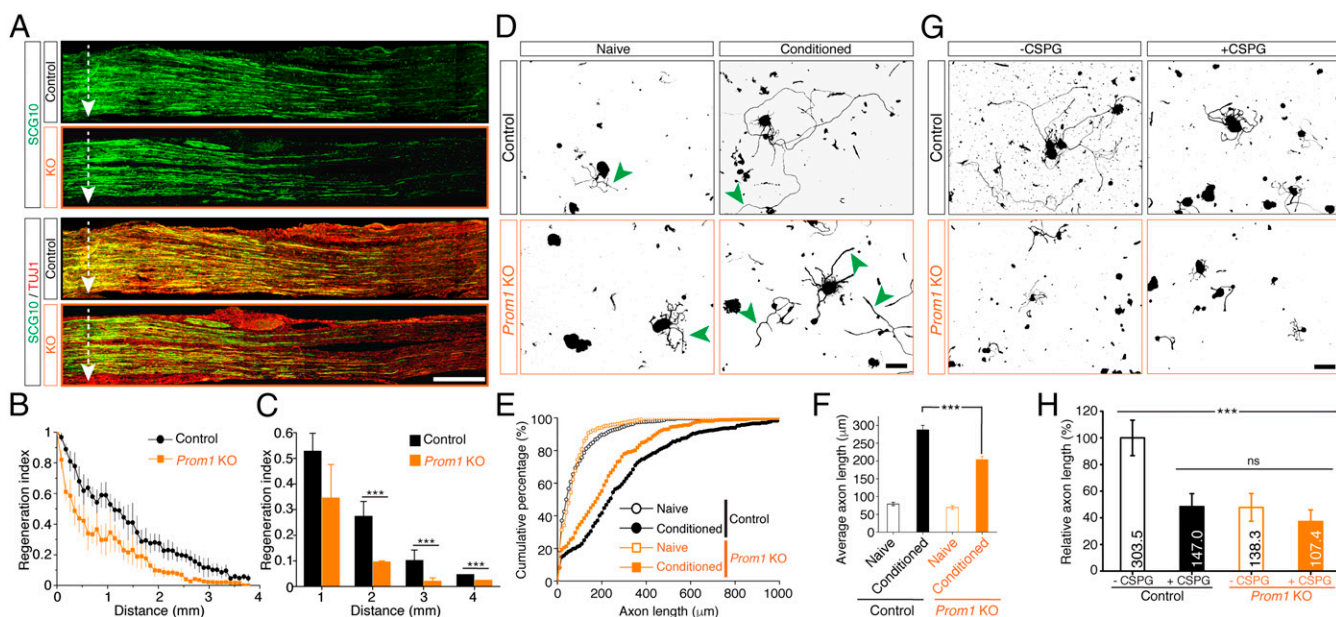 A
SCG10
Control
KO
SCG10 / TUJ1
Control
KO
B
Regeneration index
1
0.8
0.6
0.4
0.2
0
0 1 2 3 4
Distance (mm)
Control
Prom1 KO
C
Regeneration index
0.6
0.5
0.4
0.3
0.2
0.1
0
1 2 3 4
Distance (mm)
Control
Prom1 KO
***
***
***
D
Naive Conditioned
Control
Prom1 KO
E
Cumulative percentage (%)
100
80
60
40
20
0
0 200 400 600 800 1000
Axon length (μm)
Naive
Conditioned
Control
Naive
Conditioned
Prom1 KO
F
Average axon length (μm)
300
250
200
150
100
50
0
***
Naive
Conditioned
Naive
Conditioned
Control Prom1 KO
G
-CSPG +CSPG
Control
Prom1 KO
H
Relative axon length (%)
120
100
80
60
40
20
0
***
ns
303.5
147.0
138.3
107.4
- CSPG + CSPG - CSPG + CSPG
Control Prom1 KO